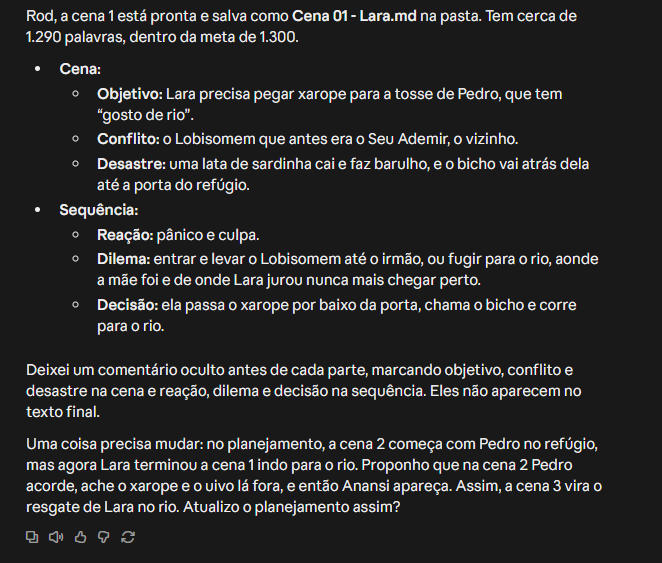 Rod, a cena 1 está pronta e salva como Cena 01 - Lara.md na pasta. Tem cerca de
1.290 palavras, dentro da meta de 1.300.
• Cena:
◦ Objetivo: Lara precisa pegar xarope para a tosse de Pedro, que tem
“gosto de rio”.
◦ Conflito: o Lobisomem que antes era o Seu Ademir, o vizinho.
◦ Desastre: uma lata de sardinha cai e faz barulho, e o bicho vai atrás dela
até a porta do refúgio.
• Sequência:
◦ Reação: pânico e culpa.
◦ Dilema: entrar e levar o Lobisomem até o irmão, ou fugir para o rio, aonde
a mãe foi e de onde Lara jurou nunca mais chegar perto.
◦ Decisão: ela passa o xarope por baixo da porta, chama o bicho e corre
para o rio.
Deixei um comentário oculto antes de cada parte, marcando objetivo, conflito e
desastre na cena e reação, dilema e decisão na sequência. Eles não aparecem no
texto final.
Uma coisa precisa mudar: no planejamento, a cena 2 começa com Pedro no refúgio,
mas agora Lara terminou a cena 1 indo para o rio. Proponho que na cena 2 Pedro
acorde, ache o xarope e o uivo lá fora, e então Anansi apareça. Assim, a cena 3 vira o
resgate de Lara no rio. Atualizo o planejamento assim?